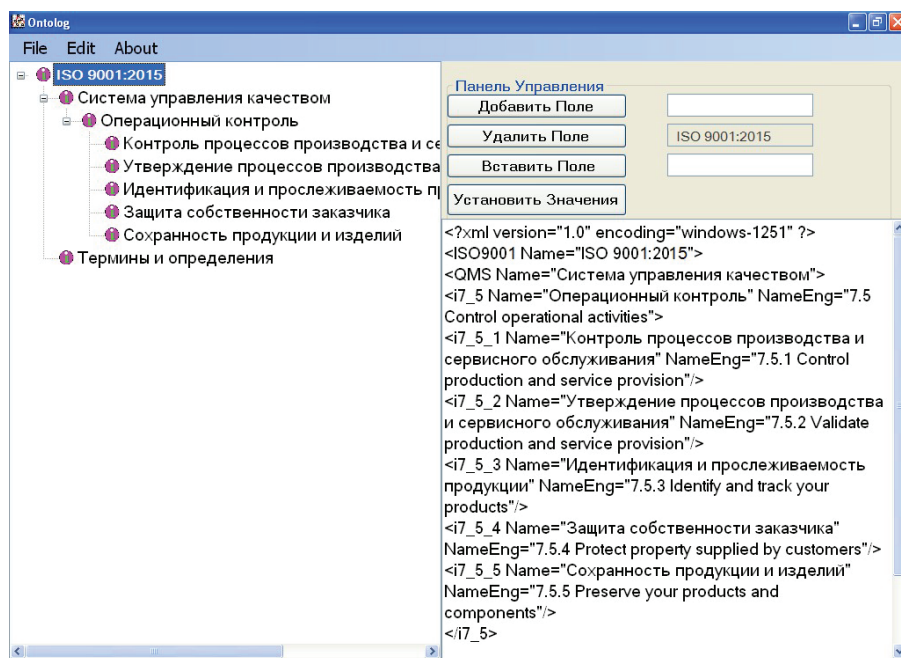 Ontolog
File Edit About
ISO 9001:2015
Система управления качеством
Операционный контроль
Контроль процессов производства и се
Утверждение процессов производства
Идентификация и прослеживаемость п
Защита собственности заказчика
Сохранность продукции и изделий
Термины и определения
Панель Управления
Добавить Поле
Удалить Поле ISO 9001:2015
Вставить Поле
Установить Значения
<?xml version="1.0" encoding="windows-1251" ?>
<ISO9001 Name="ISO 9001:2015">
<QMS Name="Система управления качеством">
<i7_5 Name="Операционный контроль" NameEng="7.5
Control operational activities">
<i7_5_1 Name="Контроль процессов производства и
сервисного обслуживания" NameEng="7.5.1 Control
production and service provision"/>
<i7_5_2 Name="Утверждение процессов производства
и сервисного обслуживания" NameEng="7.5.2 Validate
production and service provision"/>
<i7_5_3 Name="Идентификация и прослеживаемость
продукции" NameEng="7.5.3 Identify and track your
products"/>
<i7_5_4 Name="Защита собственности заказчика"
NameEng="7.5.4 Protect property supplied by customers"/>
<i7_5_5 Name="Сохранность продукции и изделий"
NameEng="7.5.5 Preserve your products and
components"/>
</i7_5>